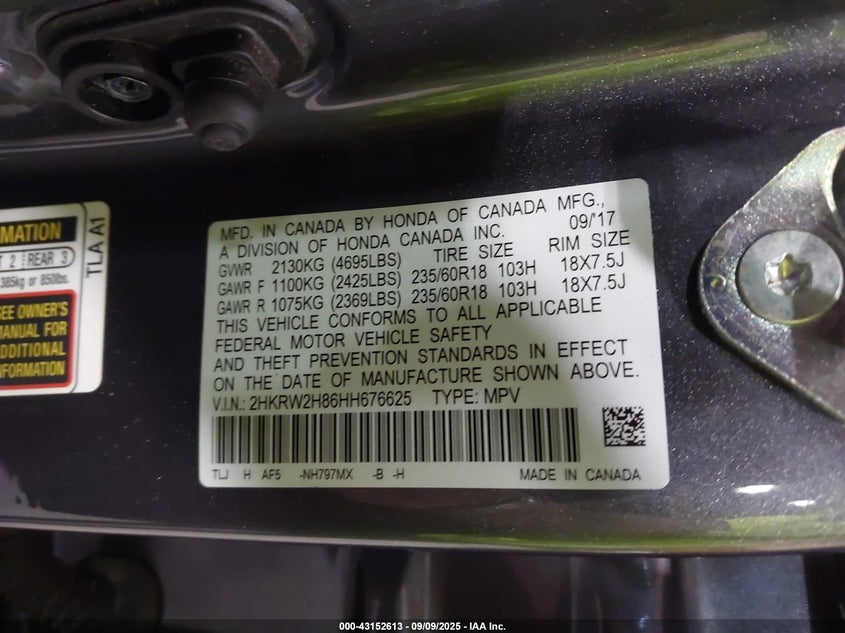 MFD. IN CANADA BY HONDA OF CANADA MFG.,
A DIVISION OF HONDA CANADA INC. 09/'17
GVWR 2130KG (4695LBS) TIRE SIZE RIM SIZE
GAWR F 1100KG (2425LBS) 235/60R18 103H 18X7.5J
GAWR R 1075KG (2369LBS) 235/60R18 103H 18X7.5J
THIS VEHICLE CONFORMS TO ALL APPLICABLE
FEDERAL MOTOR VEHICLE SAFETY
AND THEFT PREVENTION STANDARDS IN EFFECT
ON THE DATE OF MANUFACTURE SHOWN ABOVE.
V.I.N.: 2HKRW2H86HH676625 TYPE: MPV
TLJ H AF5 -NH797MX -B -H MADE IN CANADA
MATION
T 2 REAR 3
385kg or 850lbs.
SEE OWNER'S
MANUAL FOR
ADDITIONAL
NFORMATION
TLA A1
000-43152613 - 09/09/2025 - IAA Inc.